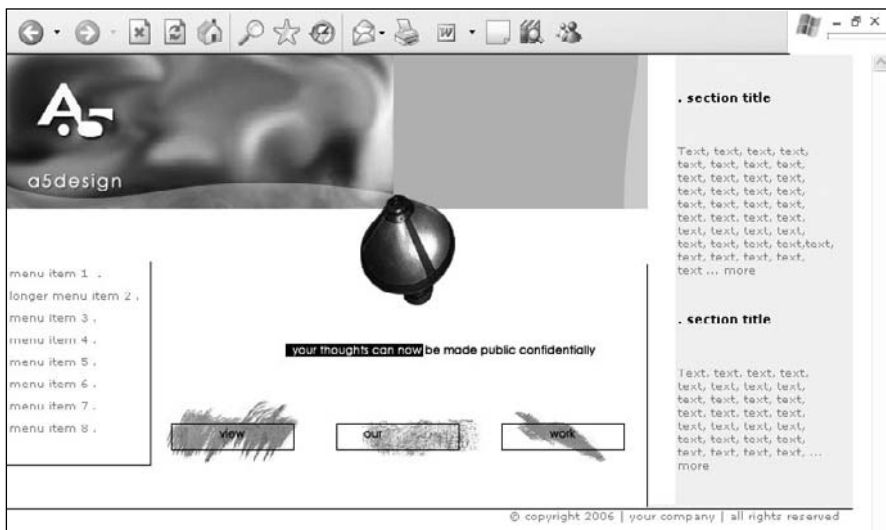 A5
a5design
menu item 1 .
longer menu item 2 .
menu item 3 .
menu item 4 .
menu item 5 .
menu item 6 .
menu item 7 .
menu item 8 .
your thoughts can now be made public confidentially
view
our
work
. section title
Text, text, text, text,
text, text, text, text,
text, text, text, text,
text, text, text, text,
text, text, text, text,
text, text, text, text,
text, text, text, text,
text, text, text, text,text,
text, text, text, text,
text ... more
. section title
Text, text, text, text,
text, text, text, text,
text, text, text, text,
text, text, text, text,
text, text, text, text,
text, text, text, text,
text, text, text, text, ...
more
© copyright 2006 | your company | all rights reserved